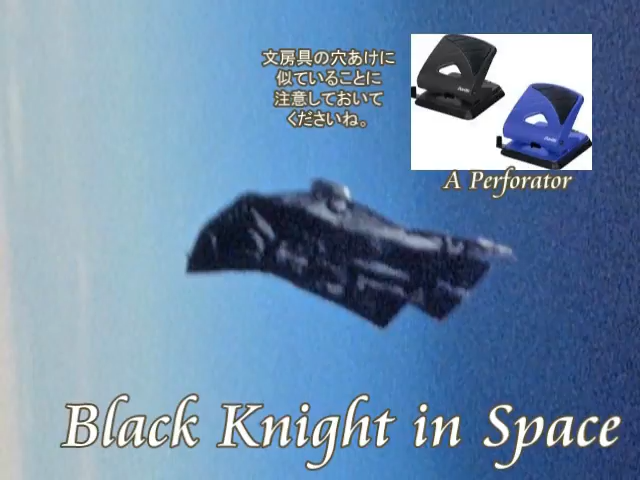 文房具の穴あけに
似ていることに
注意しておいて
くださいね。
A Perforator
Black Knight in Space